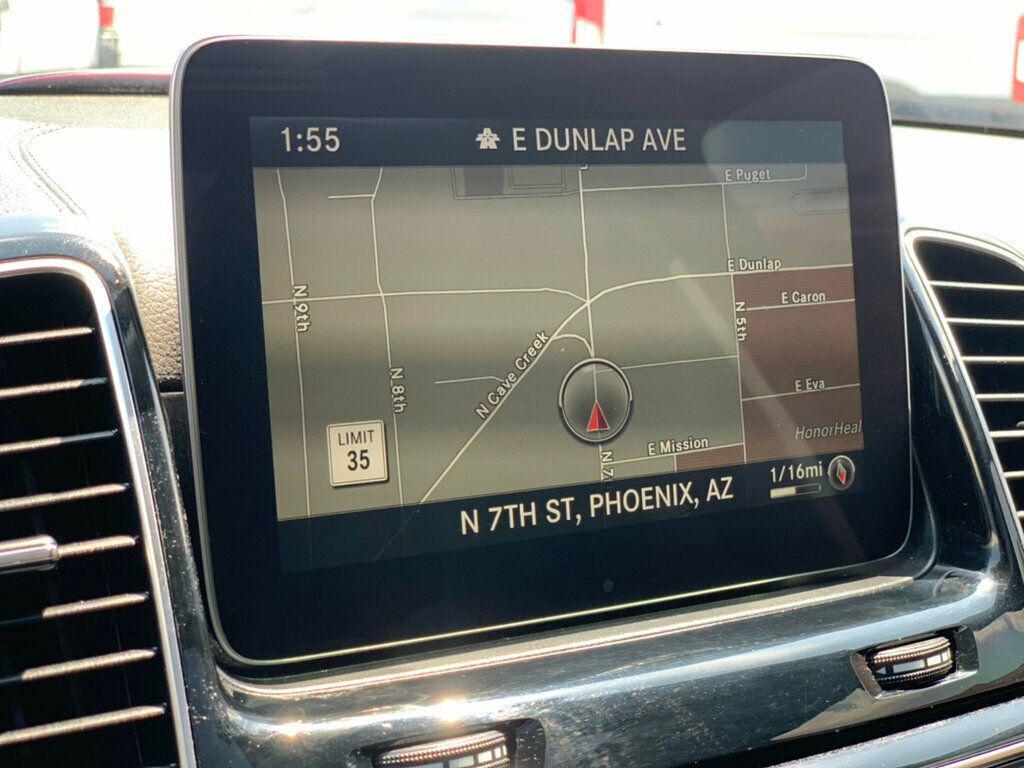 1:55
E DUNLAP AVE
E Puget
E Dunlap
E Caron
N 9th
N 5th
N Cave Creek
N 8th
E Eva
LIMIT
35
HonorHeal
E Mission
N 7
1/16mi
N 7TH ST, PHOENIX, AZ